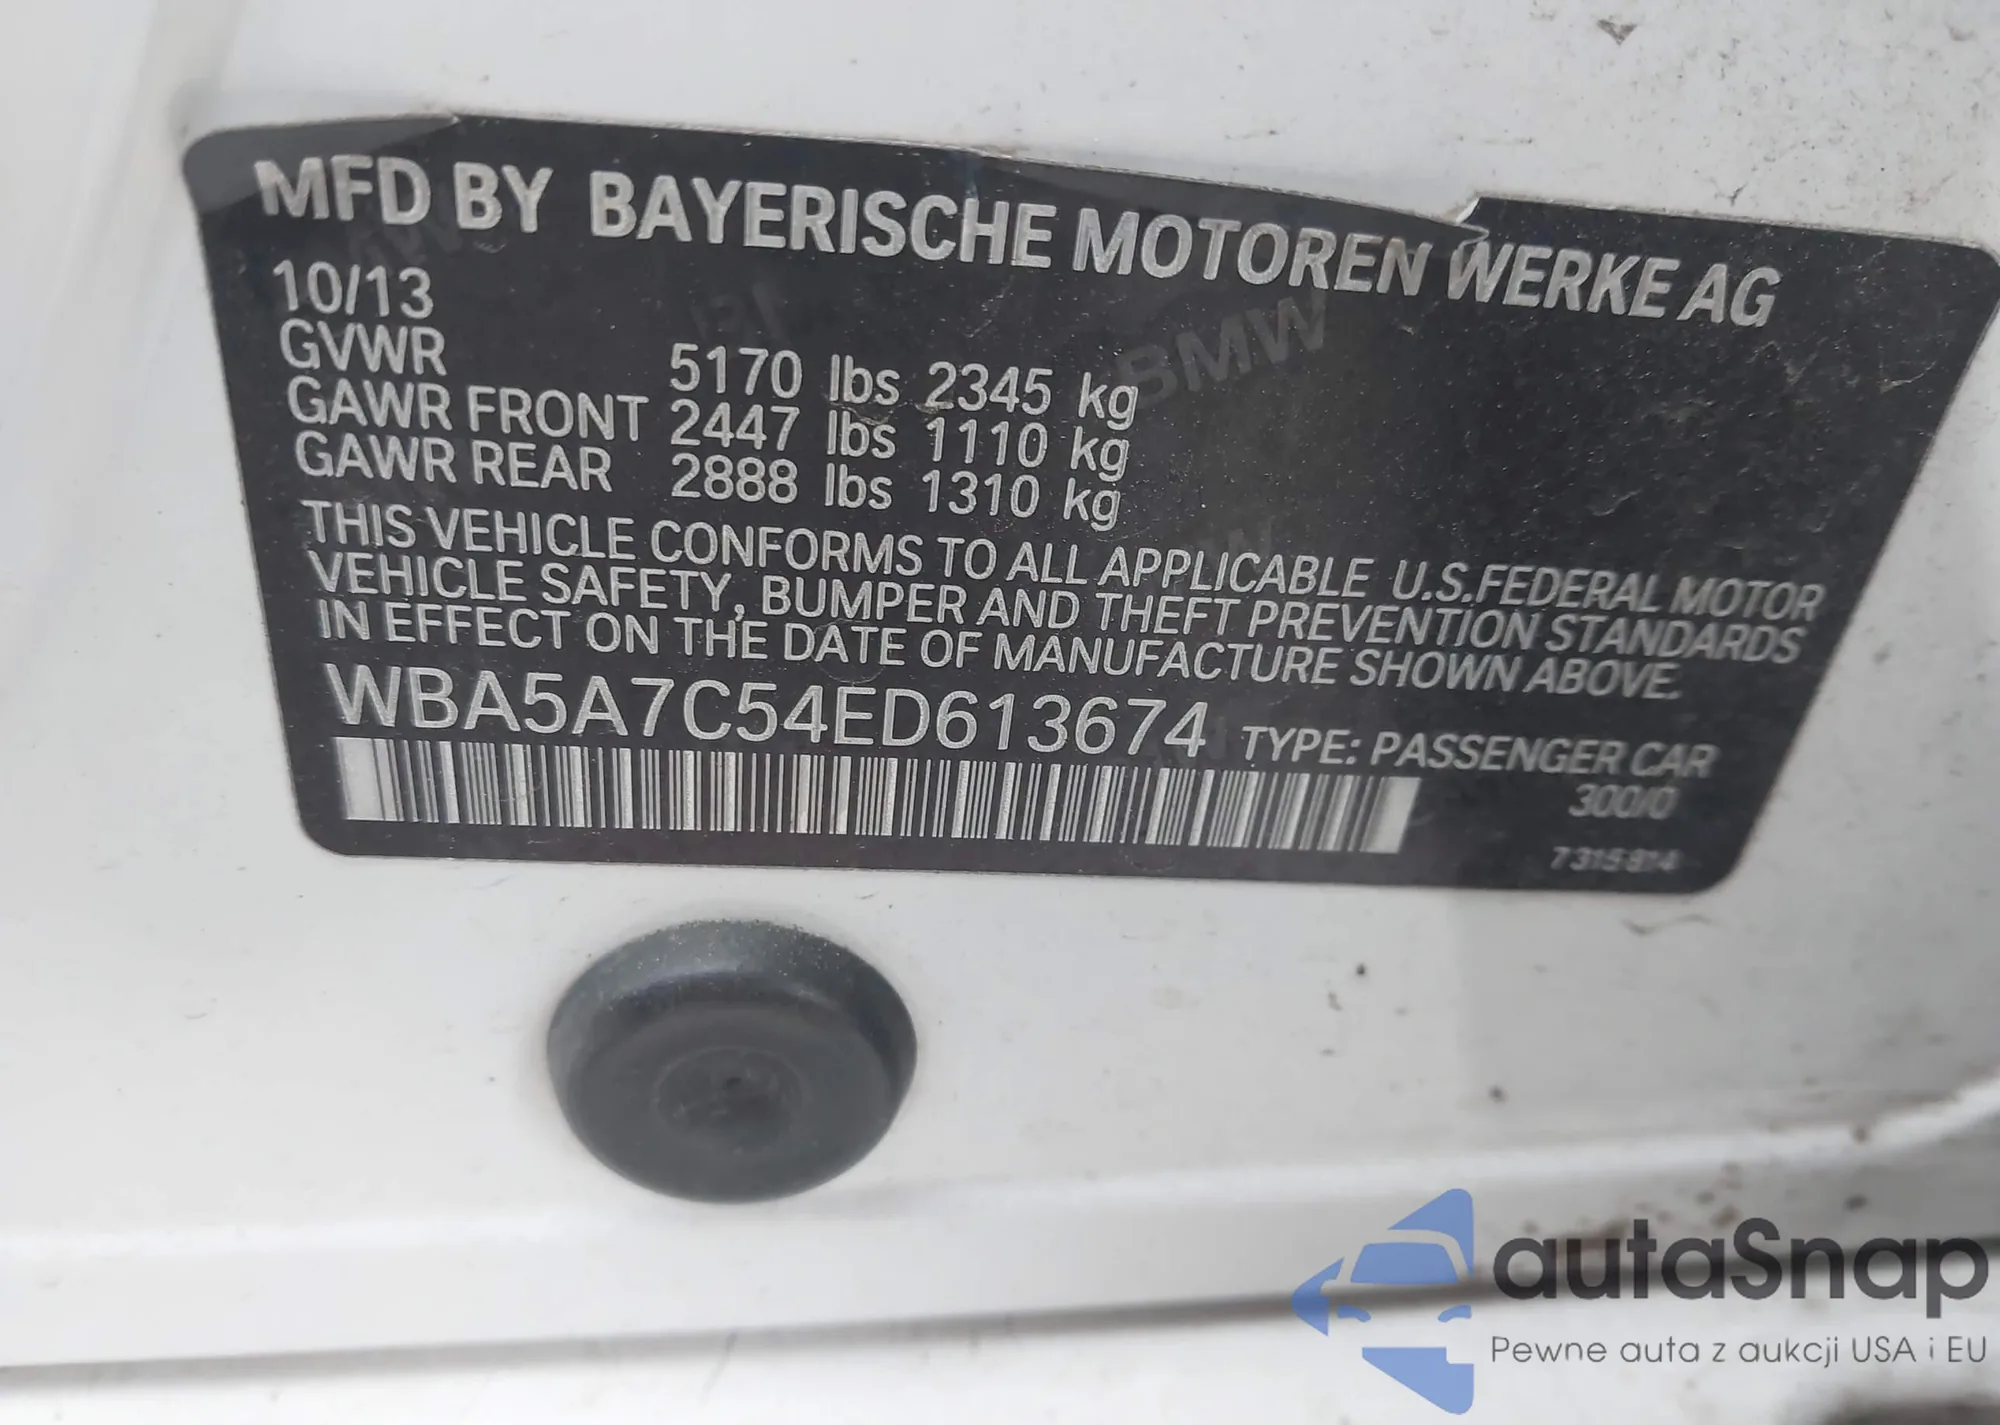 MFD BY BAYERISCHE MOTOREN WERKE AG
10/13
GVWR 5170 lbs 2345 kg
GAWR FRONT 2447 lbs 1110 kg
GAWR REAR 2888 lbs 1310 kg
THIS VEHICLE CONFORMS TO ALL APPLICABLE U.S.FEDERAL MOTOR
VEHICLE SAFETY, BUMPER AND THEFT PREVENTION STANDARDS
IN EFFECT ON THE DATE OF MANUFACTURE SHOWN ABOVE.
WBA5A7C54ED613674 TYPE: PASSENGER CAR
300/0
7315814
BMW
autaSnap
Pewne auta z aukcji USA i EU